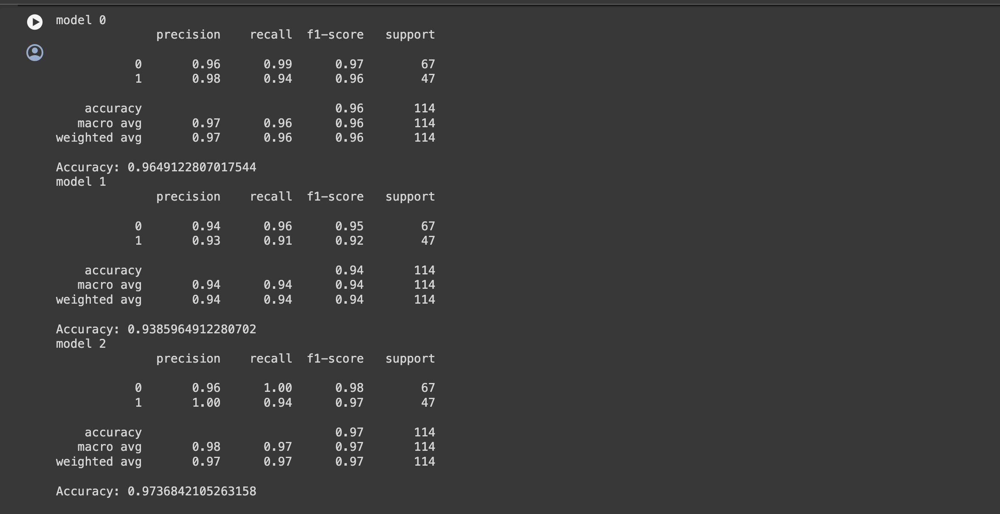 model 0
              precision    recall  f1-score   support

           0       0.96      0.99      0.97        67
           1       0.98      0.94      0.96        47

    accuracy                           0.96       114
   macro avg       0.97      0.96      0.96       114
weighted avg       0.97      0.96      0.96       114

Accuracy: 0.9649122807017544
model 1
              precision    recall  f1-score   support

           0       0.94      0.96      0.95        67
           1       0.93      0.91      0.92        47

    accuracy                           0.94       114
   macro avg       0.94      0.94      0.94       114
weighted avg       0.94      0.94      0.94       114

Accuracy: 0.9385964912280702
model 2
              precision    recall  f1-score   support

           0       0.96      1.00      0.98        67
           1       1.00      0.94      0.97        47

    accuracy                           0.97       114
   macro avg       0.98      0.97      0.97       114
weighted avg       0.97      0.97      0.97       114

Accuracy: 0.9736842105263158